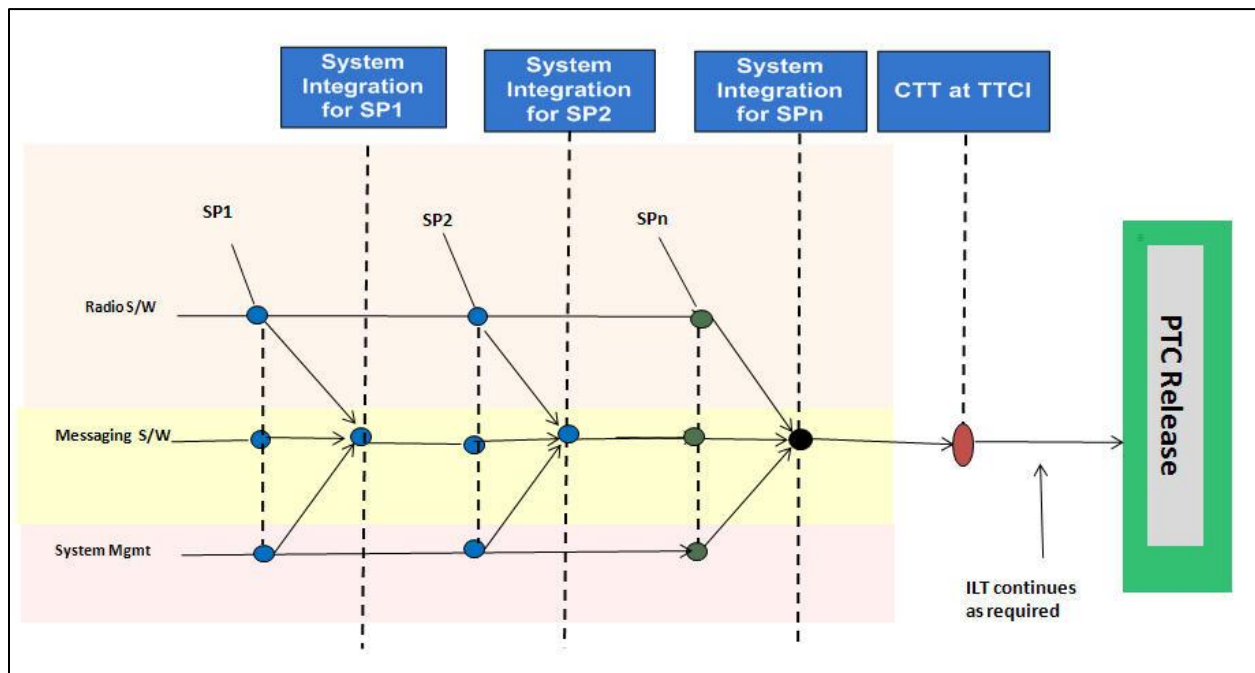 System
Integration
for SP1
System
Integration
for SP2
System
Integration
for SPn
CTT at TTCI
SP1
SP2
SPn
Radio S/W
Messaging S/W
System Mgmt
ILT continues
as required
PTC Release